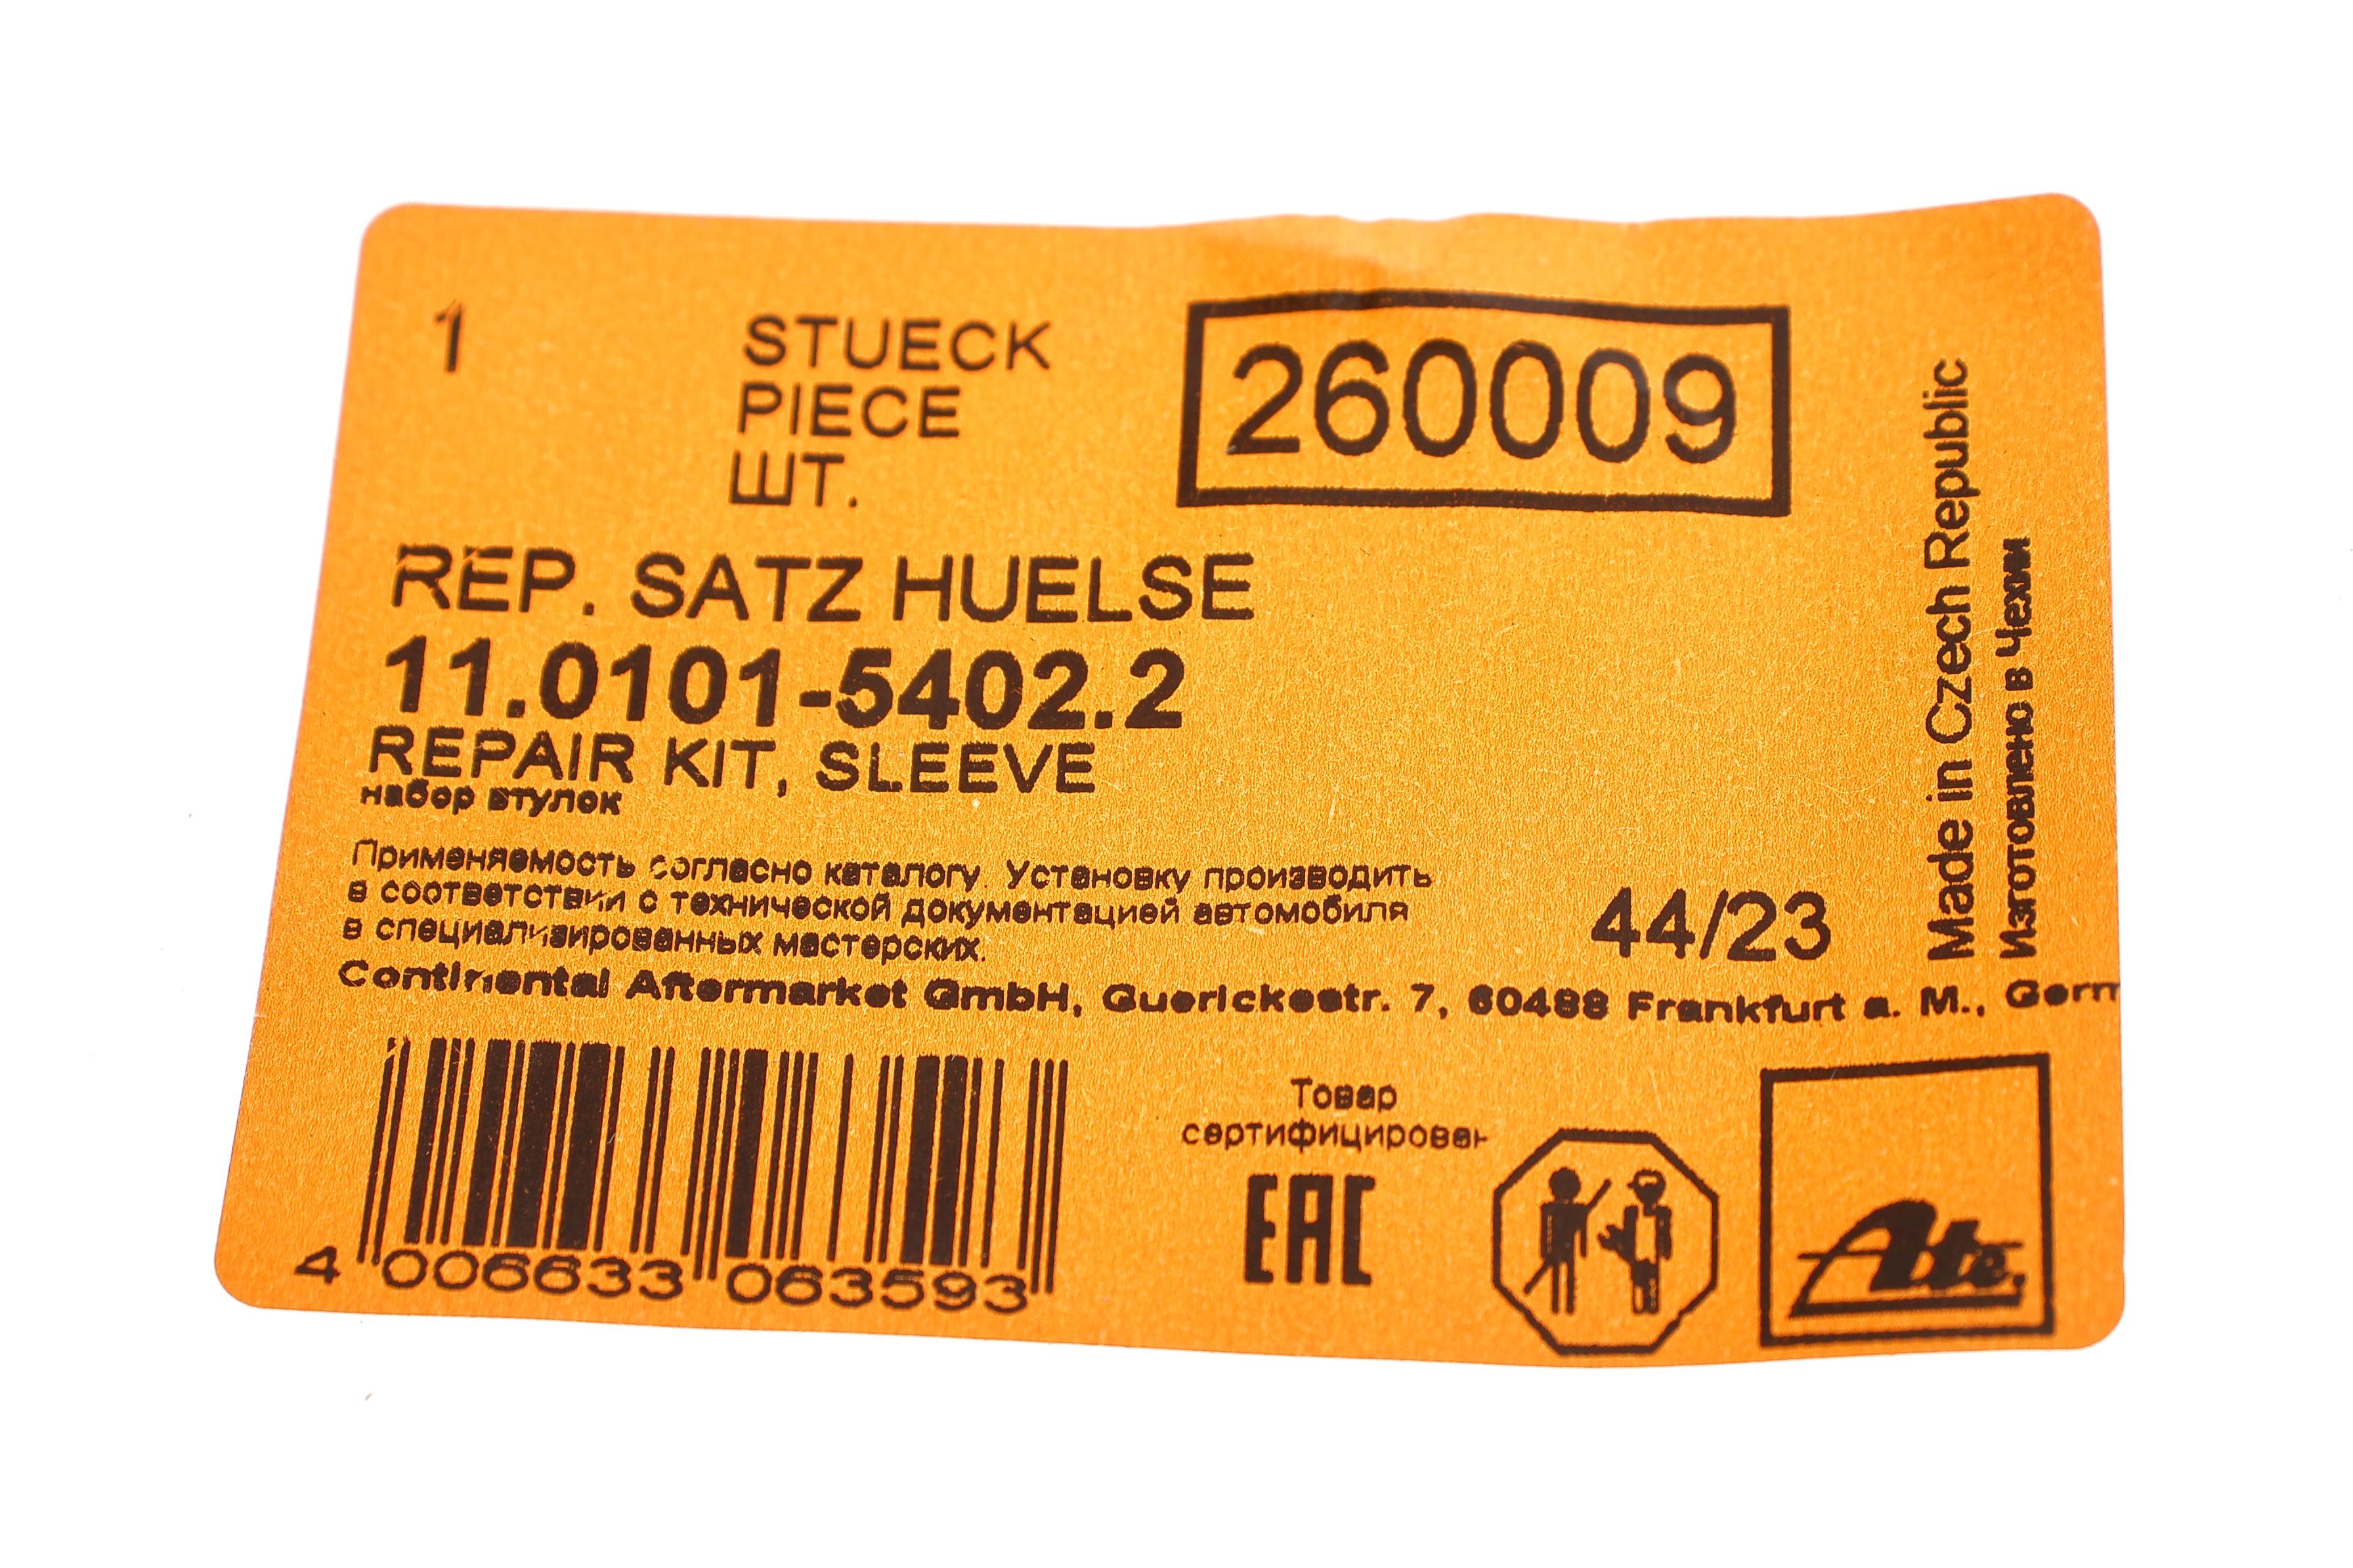 1
STUECK
PIECE
ШТ.
260009
REP. SATZ HUELSE
11.0101-5402.2
REPAIR KIT, SLEEVE
набор втулок
Применяемость согласно каталогу. Установку производить
в соответствии с технической документацией автомобиля
в специализированных мастерских.
44/23
Continental Aftermarket GmbH, Guerickestr. 7, 60488 Frankfurt a. M., Germ
Made in Czech Republic
Изготовлено в Чехии
4 006633 063593
Товар
сертифицирован
EAC
Ate